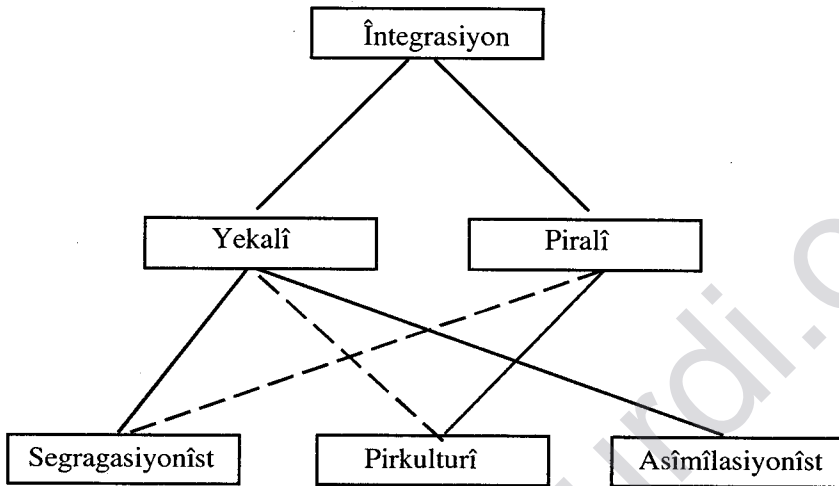 Întegrasiyon
Yekalî
Piralî
Segragasiyonîst
Pirkulturî
Asîmîlasiyonîst